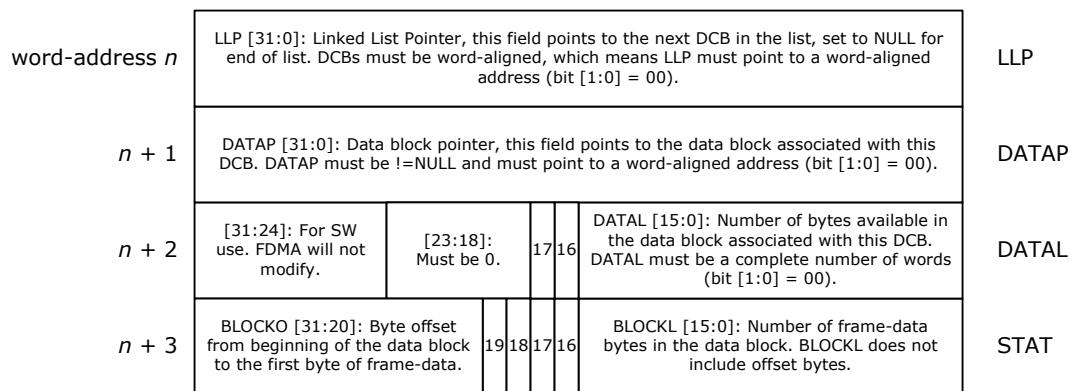 word-address n
LLP [31:0]: Linked List Pointer, this field points to the next DCB in the list, set to NULL for
end of list. DCBs must be word-aligned, which means LLP must point to a word-aligned
address (bit [1:0] = 00).
LLP
n + 1
DATAP [31:0]: Data block pointer, this field points to the data block associated with this
DCB. DATAP must be !=NULL and must point to a word-aligned address (bit [1:0] = 00).
DATAP
n + 2
[31:24]: For SW
use. FDMA will not
modify.
[23:18]:
Must be 0.
17
16
DATAL [15:0]: Number of bytes available in
the data block associated with this DCB.
DATAL must be a complete number of words
(bit [1:0] = 00).
DATAL
n + 3
BLOCKO [31:20]: Byte offset
from beginning of the data block
to the first byte of frame-data.
19
18
17
16
BLOCKL [15:0]: Number of frame-data
bytes in the data block. BLOCKL does not
include offset bytes.
STAT